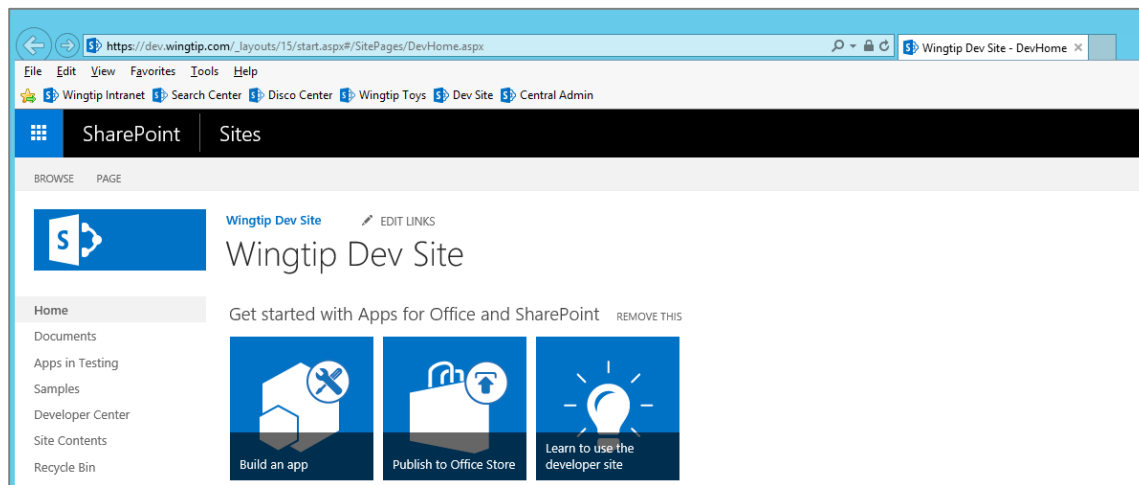 https://dev.wingtip.com/_layouts/15/start.aspx#/SitePages/DevHome.aspx
Wingtip Dev Site - DevHome
File Edit View Favorites Tools Help
Wingtip Intranet Search Center Disco Center Wingtip Toys Dev Site Central Admin
SharePoint Sites
BROWSE PAGE
S
Wingtip Dev Site EDIT LINKS
Wingtip Dev Site
Home
Documents
Apps in Testing
Samples
Developer Center
Site Contents
Recycle Bin
Get started with Apps for Office and SharePoint REMOVE THIS
Build an app
Publish to Office Store
Learn to use the
developer site